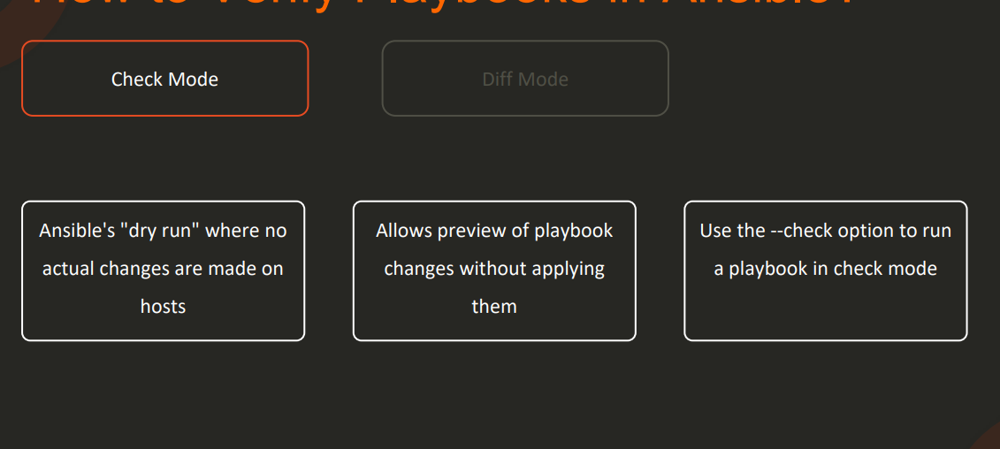 How to Verify Playbooks in Ansible?
Check Mode
Diff Mode
Ansible's "dry run" where no
actual changes are made on
hosts
Allows preview of playbook
changes without applying
them
Use the --check option to run
a playbook in check mode